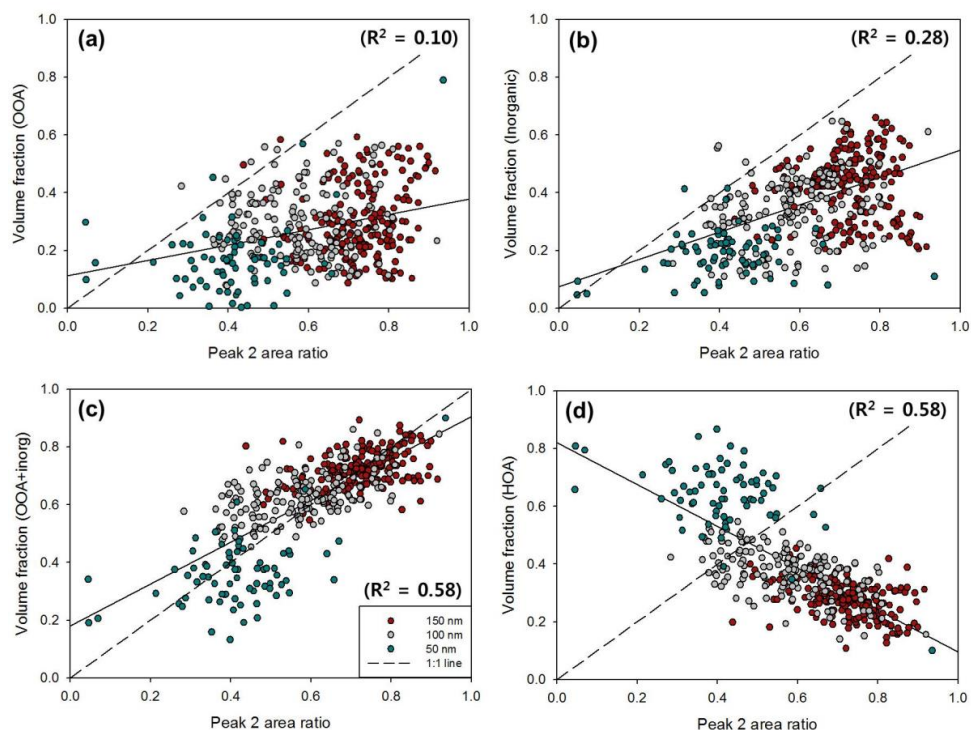 (a)
(R² = 0.10)
1.0
0.8
0.6
0.4
0.2
0.0
Volume fraction (OOA)
0.0 0.2 0.4 0.6 0.8 1.0
Peak 2 area ratio
(b)
(R² = 0.28)
1.0
0.8
0.6
0.4
0.2
0.0
Volume fraction (Inorganic)
0.0 0.2 0.4 0.6 0.8 1.0
Peak 2 area ratio
(c)
1.0
0.8
0.6
0.4
0.2
0.0
Volume fraction (OOA+inorg)
(R² = 0.58)
150 nm
100 nm
50 nm
1:1 line
0.0 0.2 0.4 0.6 0.8 1.0
Peak 2 area ratio
(d)
(R² = 0.58)
1.0
0.8
0.6
0.4
0.2
0.0
Volume fraction (HOA)
0.0 0.2 0.4 0.6 0.8 1.0
Peak 2 area ratio